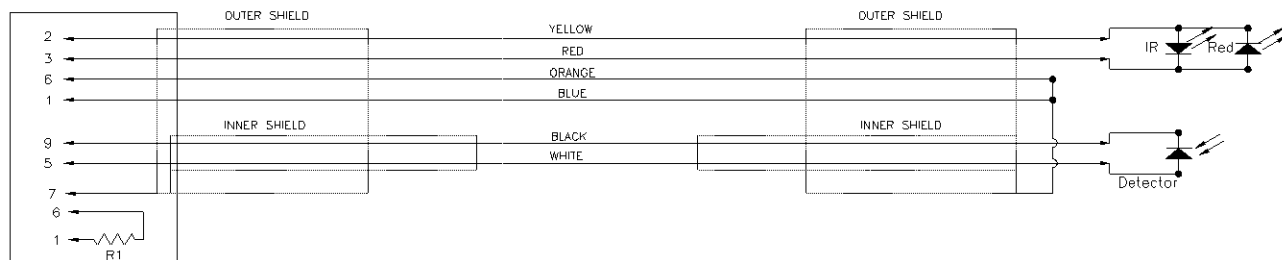 OUTER SHIELD OUTER SHIELD
2 YELLOW
3 RED IR Red
6 ORANGE
1 BLUE
INNER SHIELD INNER SHIELD
9 BLACK
5 WHITE
7 Detector
6
1 R1